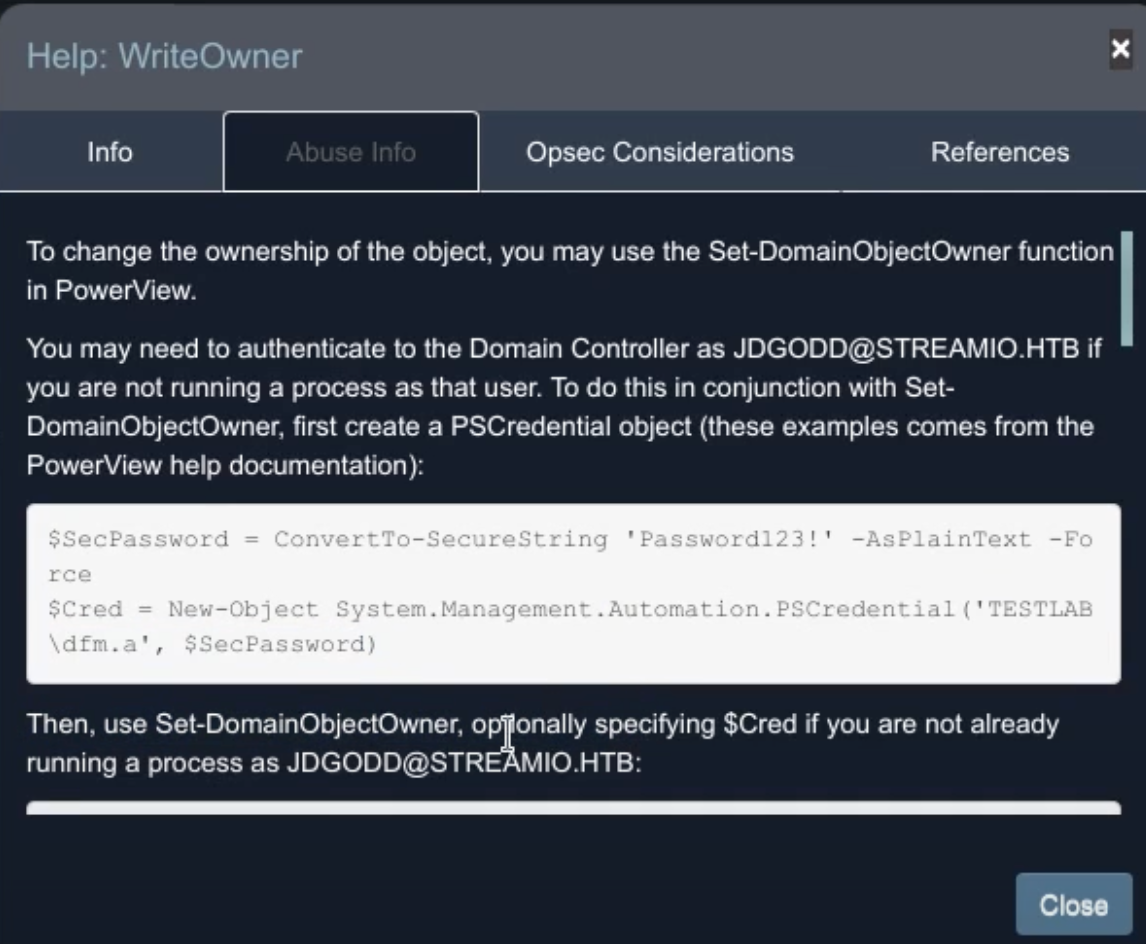 Help: WriteOwner
×
Info
Abuse Info
Opsec Considerations
References
To change the ownership of the object, you may use the Set-DomainObjectOwner function
in PowerView.
You may need to authenticate to the Domain Controller as JDGODD@STREAMIO.HTB if
you are not running a process as that user. To do this in conjunction with Set-
DomainObjectOwner, first create a PSCredential object (these examples comes from the
PowerView help documentation):
$SecPassword = ConvertTo-SecureString 'Password123!' -AsPlainText -Fo
rce
$Cred = New-Object System.Management.Automation.PSCredential('TESTLAB
\dfm.a', $SecPassword)
Then, use Set-DomainObjectOwner, optionally specifying $Cred if you are not already
running a process as JDGODD@STREAMIO.HTB:
Close